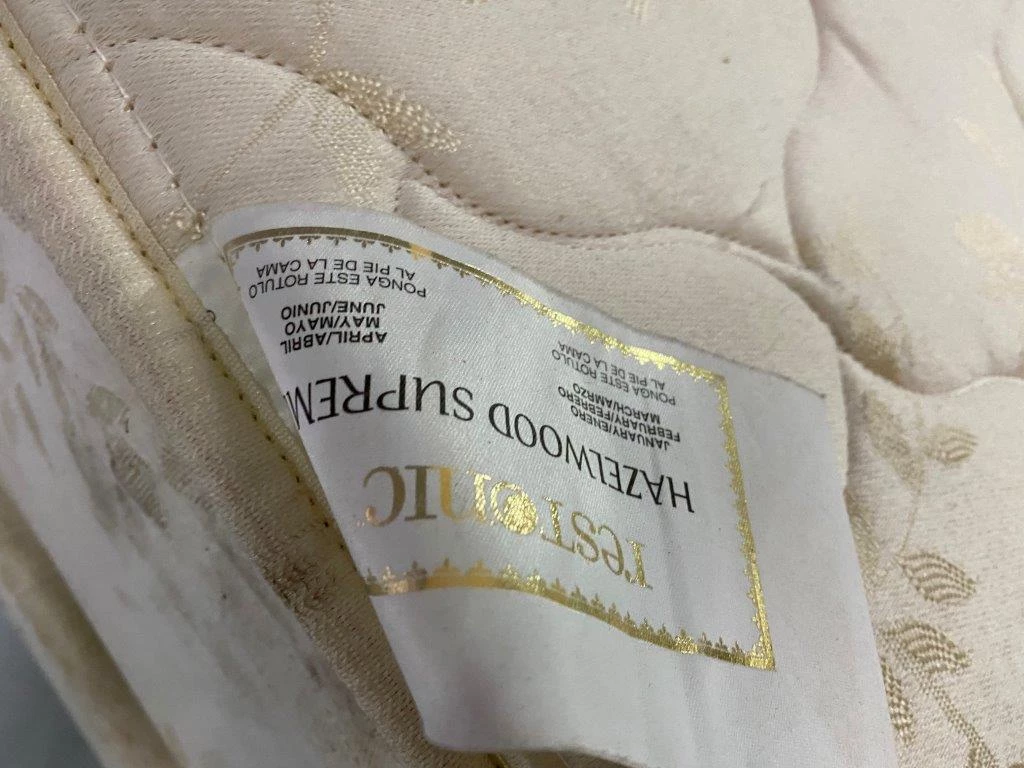 resTonic
HAZELWOOD SUPREM
JANUARY/ENERO
FEBRUARY/FEBRERO
MARCH/AMRZO
PONGA ESTE ROTULO
AL PIE DE LA CAMA
APRIL/ABRIL
MAY/MAYO
JUNE/JUNIO
PONGA ESTE ROTULO
AL PIE DE LA CAMA